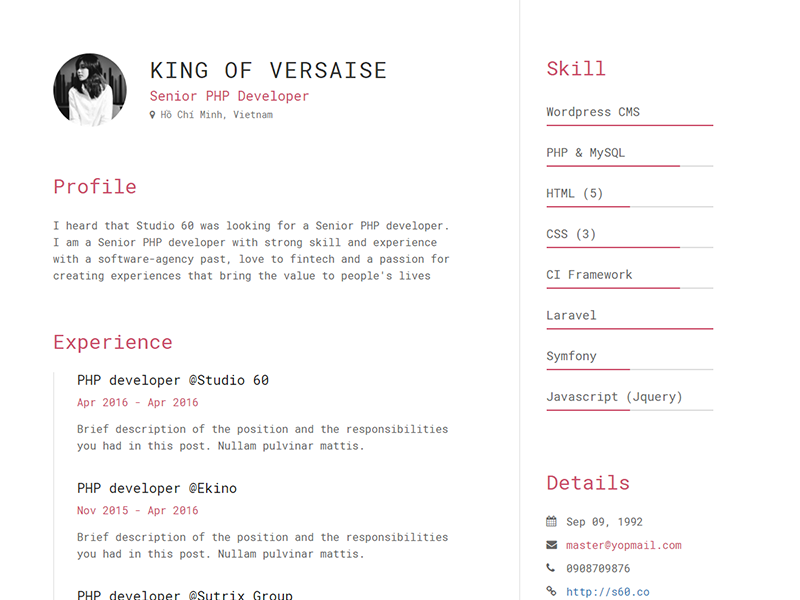 KING OF VERSAISE
Senior PHP Developer
Hồ Chí Minh, Vietnam
Profile
I heard that Studio 60 was looking for a Senior PHP developer.
I am a Senior PHP developer with strong skill and experience
with a software-agency past, love to fintech and a passion for
creating experiences that bring the value to people's lives
Experience
PHP developer @Studio 60
Apr 2016 - Apr 2016
Brief description of the position and the responsibilities
you had in this post. Nullam pulvinar mattis.
PHP developer @Ekino
Nov 2015 - Apr 2016
Brief description of the position and the responsibilities
you had in this post. Nullam pulvinar mattis.
PHP developer @Sutrix Group
Skill
Wordpress CMS
PHP & MySQL
HTML (5)
CSS (3)
CI Framework
Laravel
Symfony
Javascript (Jquery)
Details
Sep 09, 1992
master@yopmail.com
0908709876
http://s60.co